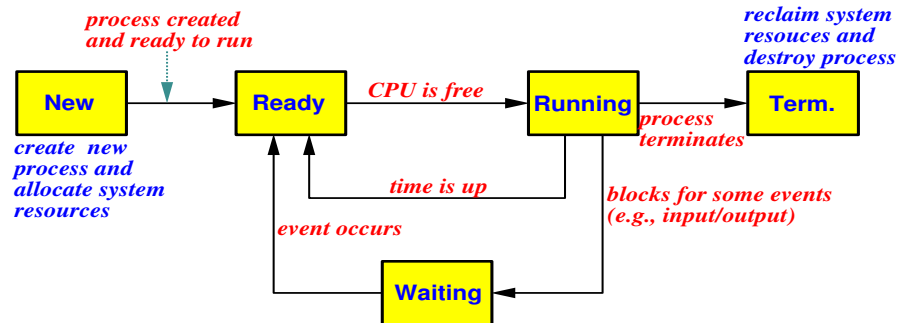 process created
and ready to run
reclaim system
resouces and
destroy process
New
Ready
CPU is free
Running
Term.
create new
process and
allocate system
resources
process
terminates
time is up
blocks for some events
(e.g., input/output)
event occurs
Waiting